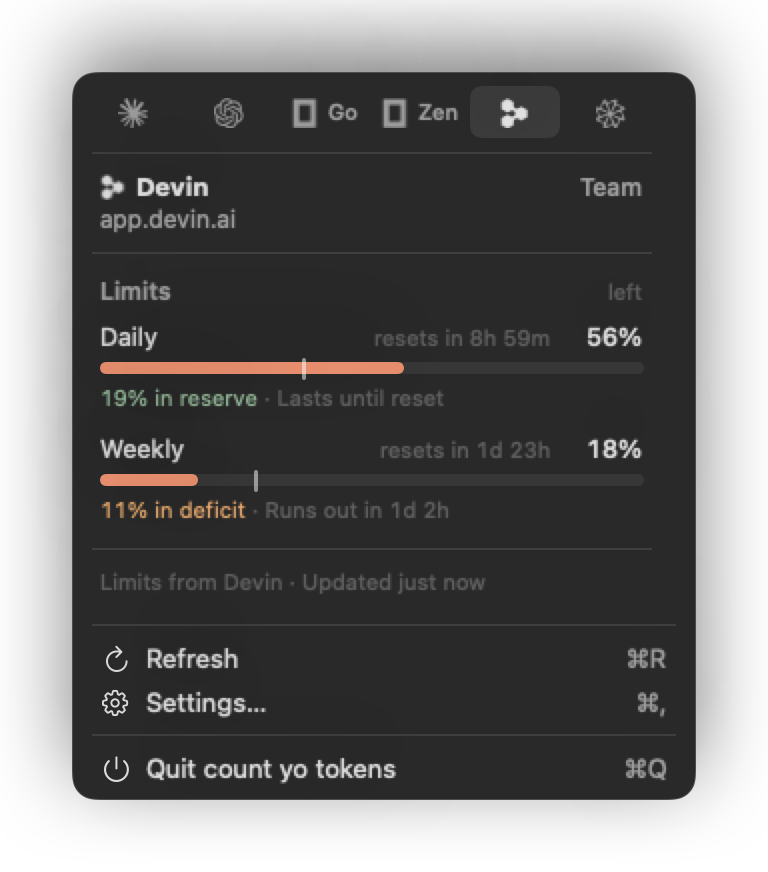 Go Zen
Devin Team
app.devin.ai
Limits left
Daily resets in 8h 59m 56%
19% in reserve · Lasts until reset
Weekly resets in 1d 23h 18%
11% in deficit · Runs out in 1d 2h
Limits from Devin · Updated just now
Refresh ⌘R
Settings... ⌘,
Quit count yo tokens ⌘Q